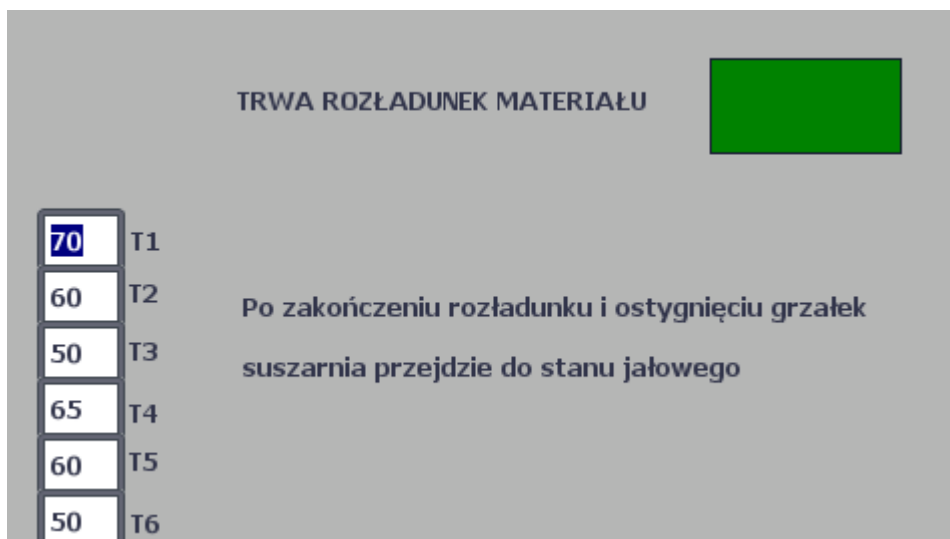 TRWA ROZŁADUNEK MATERIAŁU
70 T1
60 T2
50 T3
65 T4
60 T5
50 T6
Po zakończeniu rozładunku i ostygnięciu grzałek
suszarnia przejdzie do stanu jałowego